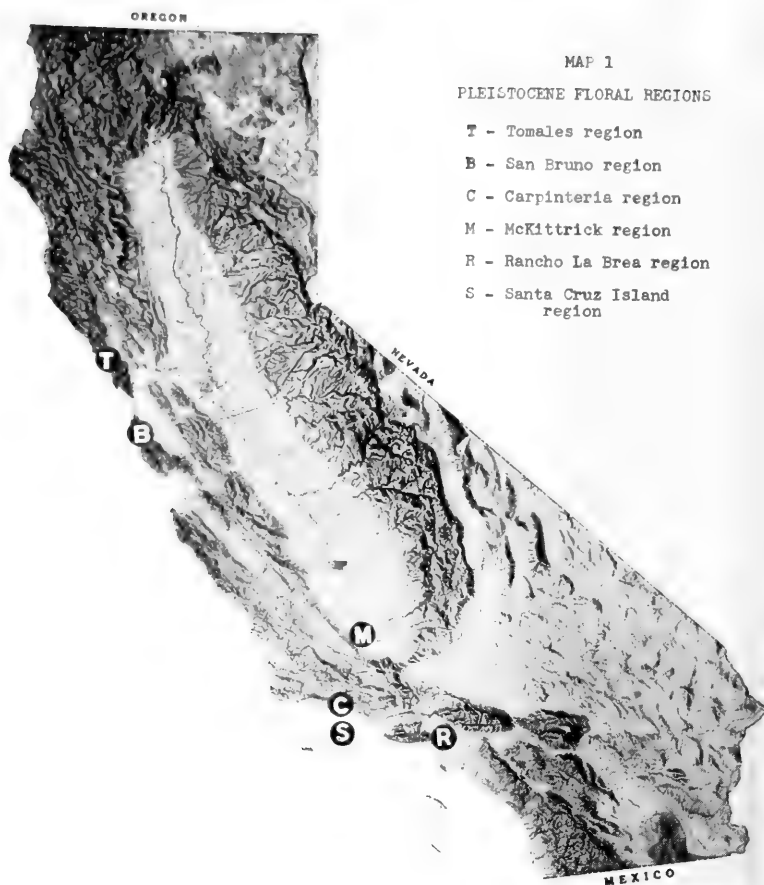 OREGON
MAP 1
PLEISTOCENE FLORAL REGIONS
T - Tomales region
B - San Bruno region
C - Carpinteria region
M - McKittrick region
R - Rancho La Brea region
S - Santa Cruz Island
region
NEVADA
T
B
M
C
S
R
MEXICO